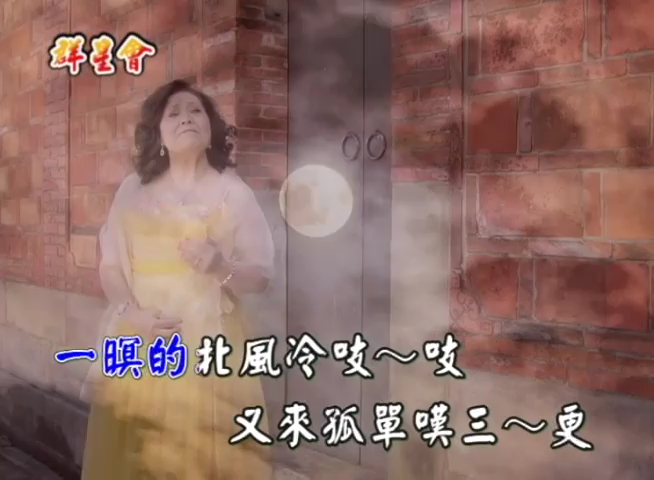 群星會
一暝的北風冷吱～吱
又來孤單嘆三～更